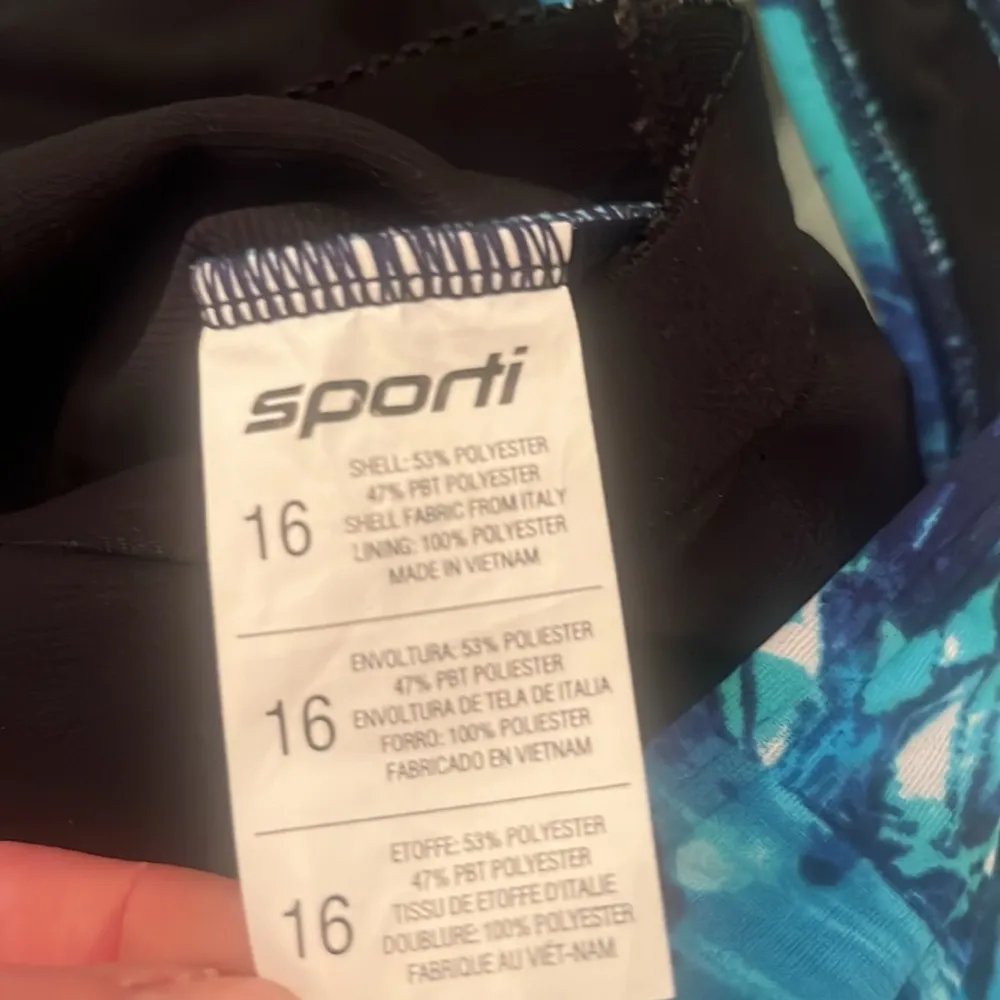 sporti
16
SHELL: 53% POLYESTER
47% PBT POLYESTER
SHELL FABRIC FROM ITALY
LINING: 100% POLYESTER
MADE IN VIETNAM
16
ENVOLTURA: 53% POLIESTER
47% PBT POLIESTER
ENVOLTURA DE TELA DE ITALIA
FORRO: 100% POLIESTER
FABRICADO EN VIETNAM
16
ETOFFE: 53% POLYESTER
47% PBT POLYESTER
TISSU DE ETOFFE D'ITALIE
DOUBLURE: 100% POLYESTER
FABRIQUE AU VIÊT-NAM